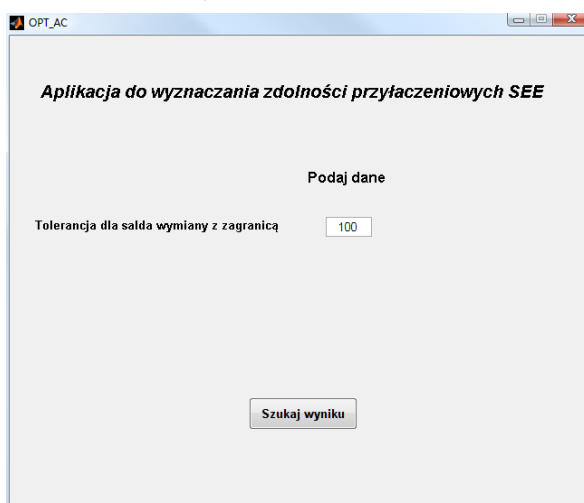 OPT_AC
Aplikacja do wyznaczania zdolności przyłaczeniowych SEE
Podaj dane
Tolerancja dla salda wymiany z zagranicą
100
Szukaj wyniku